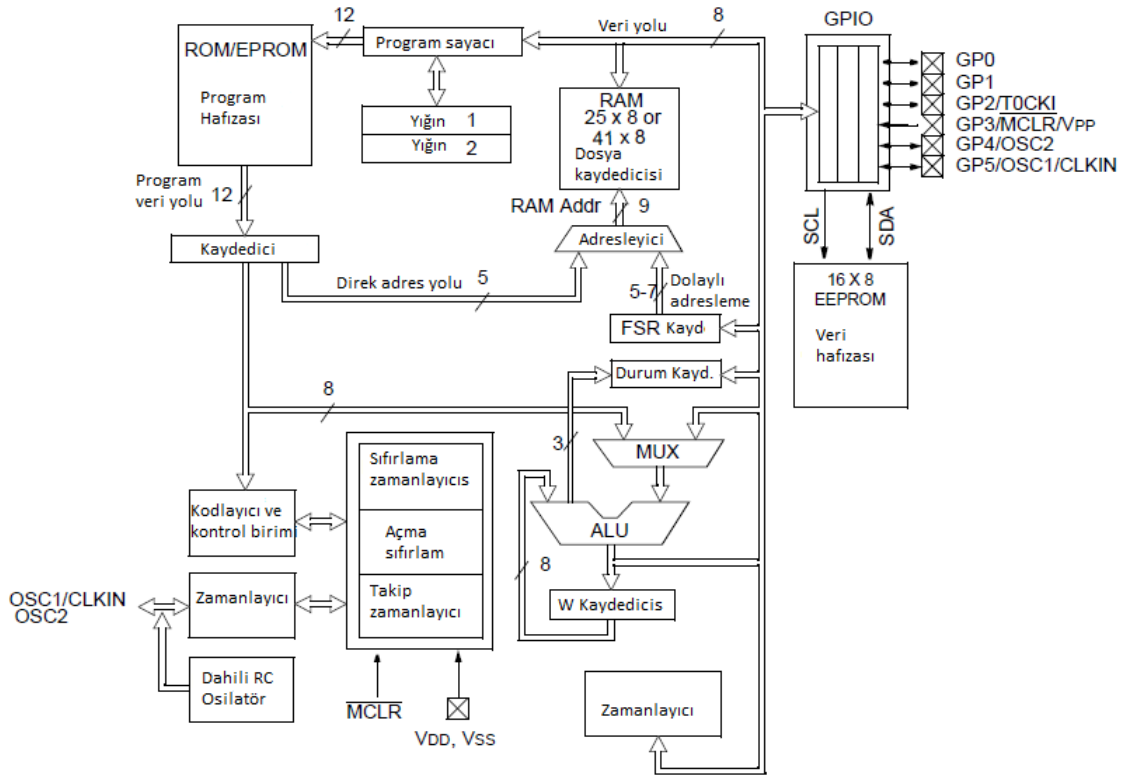 12
Veri yolu
8
GPIO
ROM/EPROM
Program
Hafızası
Program sayacı
Yığın 1
Yığın 2
RAM
25 x 8 or
41 x 8
Dosya
kaydedicisi
GP0
GP1
GP2/T0CKI
GP3/MCLR/VPP
GP4/OSC2
GP5/OSC1/CLKIN
Program
veri yolu
12
RAM Addr
9
SCL
SDA
Kaydedici
Adresleyici
Direk adres yolu
5
5-7
Dolaylı
adresleme
FSR Kayde
16 X 8
EEPROM
Veri
hafızası
Durum Kayd.
8
3
MUX
Sıfırlama
zamanlayıcıs
Kodlayıcı ve
kontrol birimi
Açma
sıfırlam
ALU
8
Takip
zamanlayıcı
OSC1/CLKIN
OSC2
Zamanlayıcı
W Kaydedicis
Dahili RC
Osilatör
MCLR
VDD, VSS
Zamanlayıcı